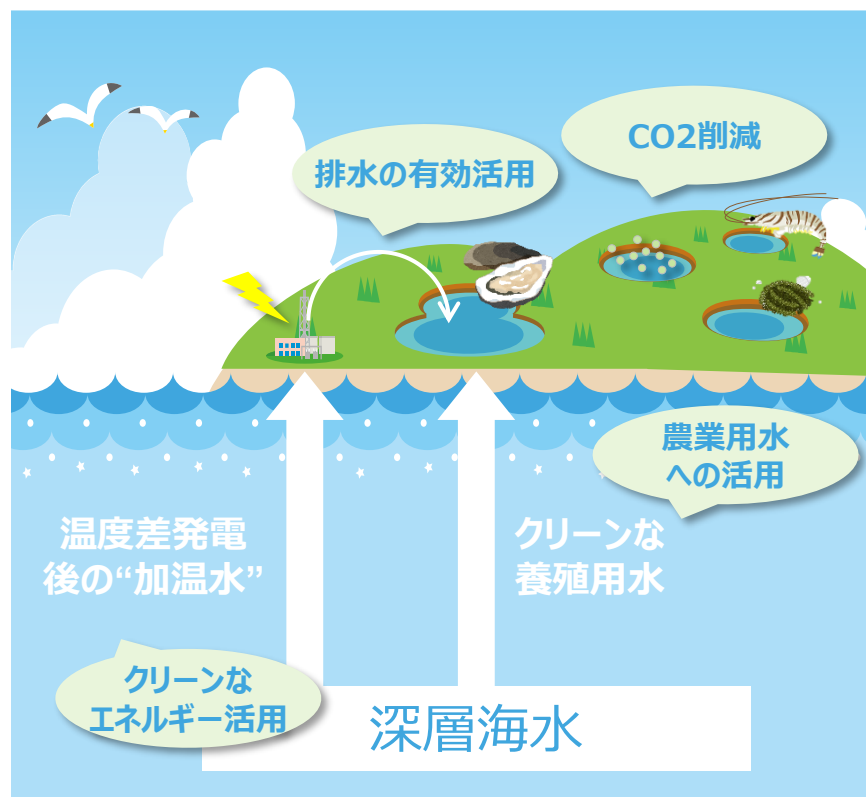 CO2削減
排水の有効活用
農業用水
への活用
温度差発電
後の“加温水”
クリーンな
養殖用水
クリーンな
エネルギー活用
深層海水